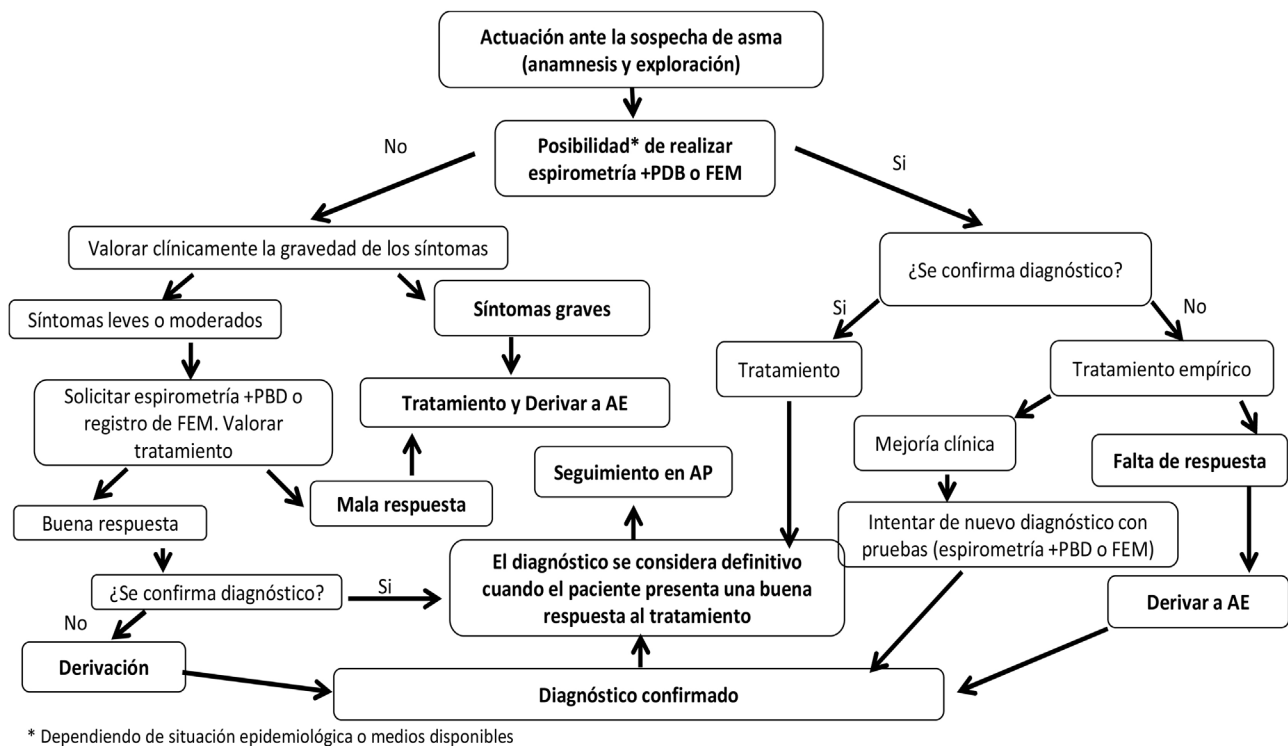 Actuación ante la sospecha de asma
(anamnesis y exploración)
No
Posibilidad* de realizar
espirometría +PDB o FEM
Si
Valorar clínicamente la gravedad de los síntomas
¿Se confirma diagnóstico?
Síntomas leves o moderados
Síntomas graves
Si
No
Tratamiento
Tratamiento empírico
Solicitar espirometría +PBD o
registro de FEM. Valorar
tratamiento
Tratamiento y Derivar a AE
Mejoría clínica
Falta de respuesta
Seguimiento en AP
Mala respuesta
Buena respuesta
Intentar de nuevo diagnóstico con
pruebas (espirometría +PBD o FEM)
El diagnóstico se considera definitivo
cuando el paciente presenta una buena
respuesta al tratamiento
¿Se confirma diagnóstico?
Si
No
Derivar a AE
Derivación
Diagnóstico confirmado
* Dependiendo de situación epidemiológica o medios disponibles